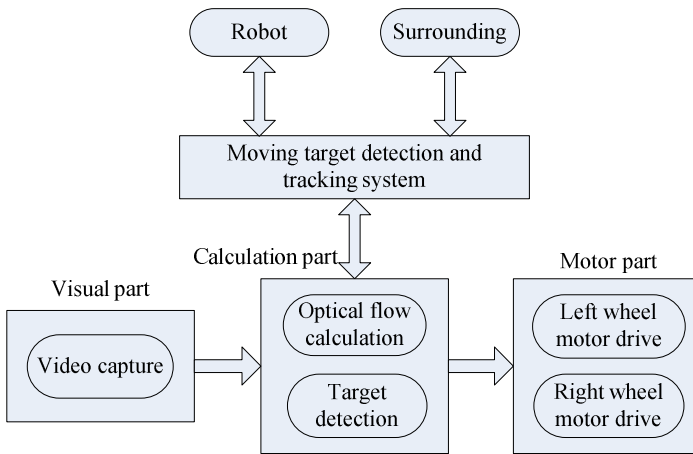 Robot
Surrounding
Moving target detection and
tracking system
Calculation part
Visual part
Motor part
Video capture
Optical flow
calculation
Target
detection
Left wheel
motor drive
Right wheel
motor drive